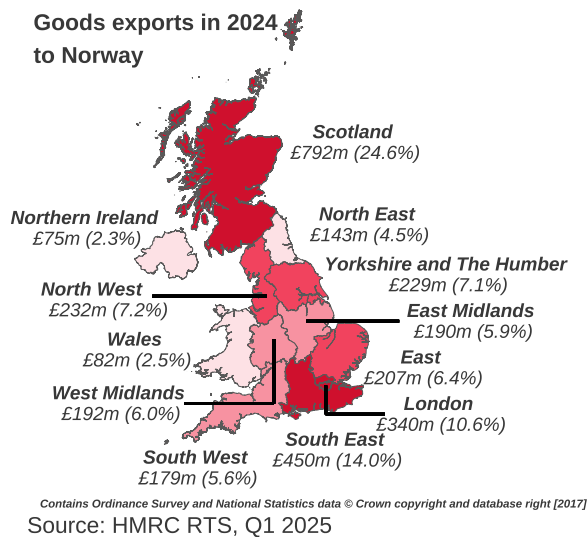 Goods exports in 2024
to Norway
Scotland
£792m (24.6%)
Northern Ireland
£75m (2.3%)
North East
£143m (4.5%)
Yorkshire and The Humber
£229m (7.1%)
North West
£232m (7.2%)
East Midlands
£190m (5.9%)
Wales
£82m (2.5%)
East
£207m (6.4%)
West Midlands
£192m (6.0%)
London
£340m (10.6%)
South East
£450m (14.0%)
South West
£179m (5.6%)
Contains Ordinance Survey and National Statistics data © Crown copyright and database right [2017]
Source: HMRC RTS, Q1 2025